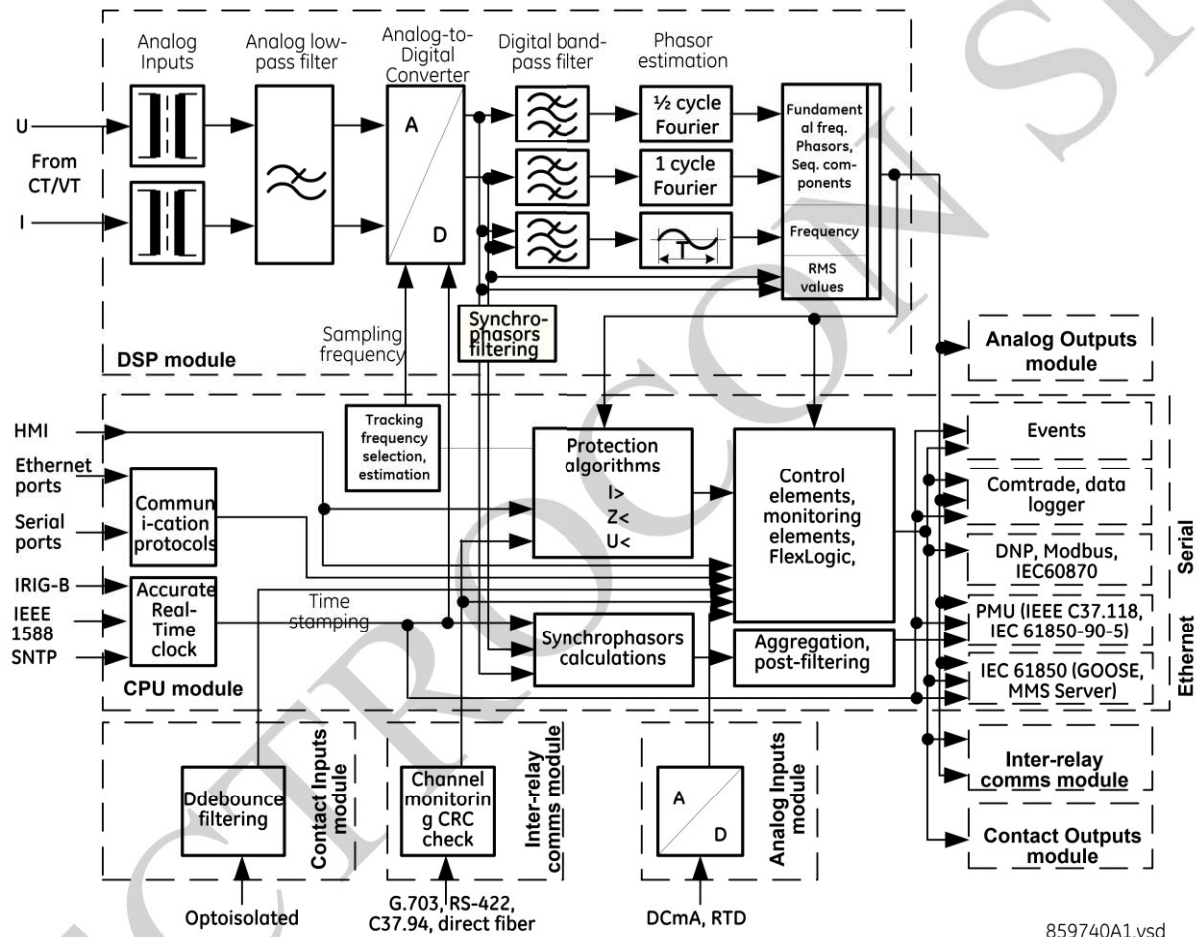 Analog
Inputs
Analog low-
pass filter
Analog-to-
Digital
Converter
Digital band-
pass filter
Phasor
estimation
U
From
CT/VT
I
A
D
½ cycle
Fourier
1 cycle
Fourier
T
Fundament
al freq.
Phasors,
Seq. com-
ponents
Frequency
RMS
values
Synchro-
phasors
filtering
Sampling
frequency
DSP module
Analog Outputs
module
HMI
Ethernet
ports
Serial
ports
IRIG-B
IEEE
1588
SNTP
Commun
i-cation
protocols
Accurate
Real-
Time
clock
CPU module
Tracking
frequency
selection,
estimation
Time
stamping
Protection
algorithms
I>
Z<
U<
Control
elements,
monitoring
elements,
FlexLogic,
Synchrophasors
calculations
Aggregation,
post-filtering
Events
Comtrade, data
logger
DNP, Modbus,
IEC60870
PMU (IEEE C37.118,
IEC 61850-90-5)
IEC 61850 (GOOSE,
MMS Server)
Serial
Ethernet
Ddebounce
filtering
Contact Inputs
module
Optoisolated
Channel
monitorin
g CRC
check
Inter-relay
comms module
G.703, RS-422,
C37.94, direct fiber
A
D
Analog Inputs
module
DCmA, RTD
Inter-relay
comms module
Contact Outputs
module
859740A1.vsd
CTROCON SI